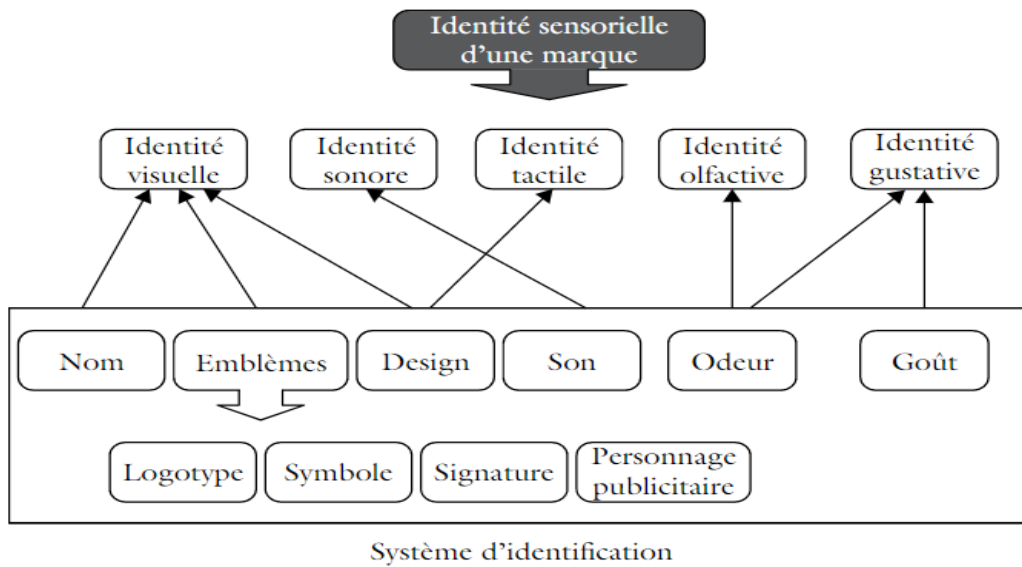 Identité sensorielle
d'une marque
Identité
visuelle
Identité
sonore
Identité
tactile
Identité
olfactive
Identité
gustative
Nom
Emblèmes
Design
Son
Odeur
Goût
Logotype
Symbole
Signature
Personnage
publicitaire
Système d'identification